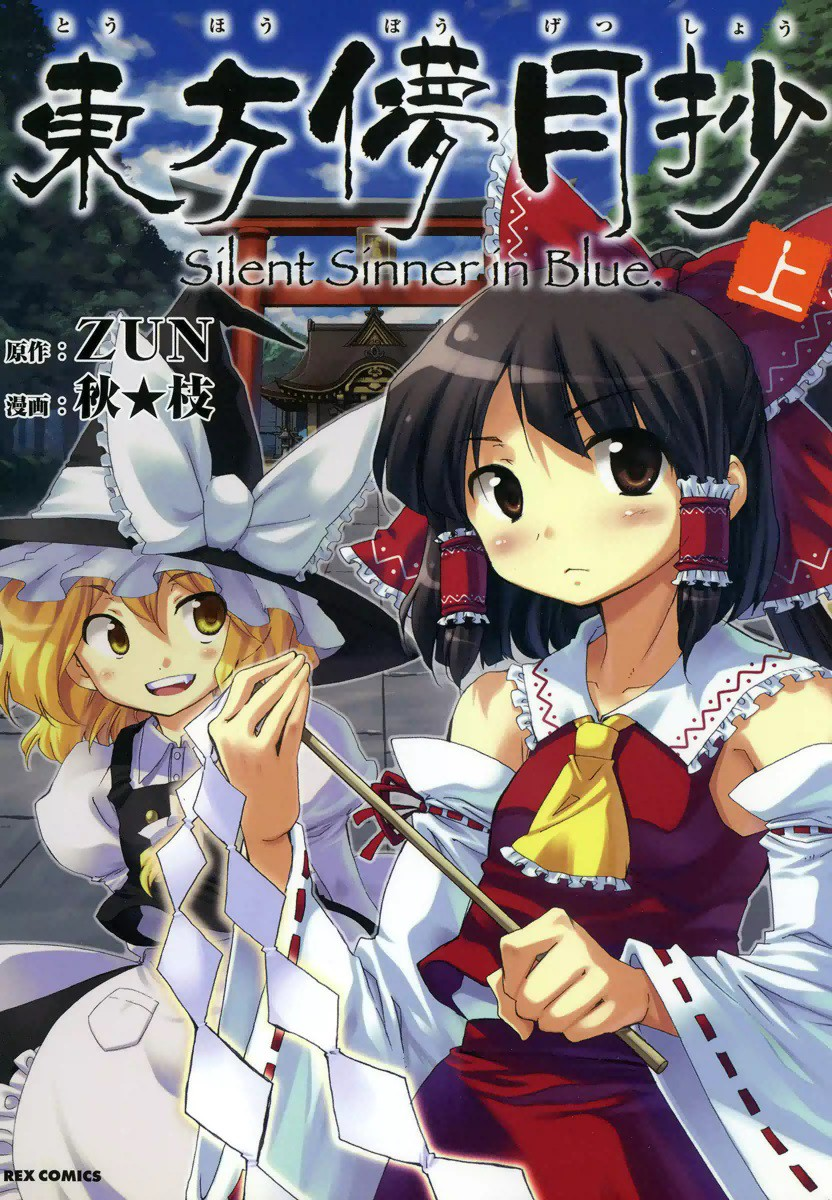 とうほうぼうげつしょう
東方儚月抄
Silent Sinner in Blue.
上
原作：ZUN
漫画：秋★枝
REX COMICS